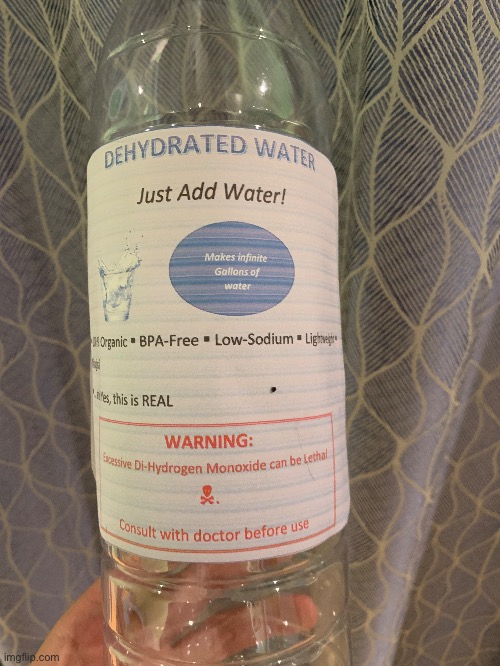 DEHYDRATED WATER
Just Add Water!
Makes infinite
Gallons of
water
Organic ▪ BPA-Free ▪ Low-Sodium ▪ Lightweight ▪
Yes, this is REAL
WARNING:
Excessive Di-Hydrogen Monoxide can be Lethal
Consult with doctor before use
imgflip.com